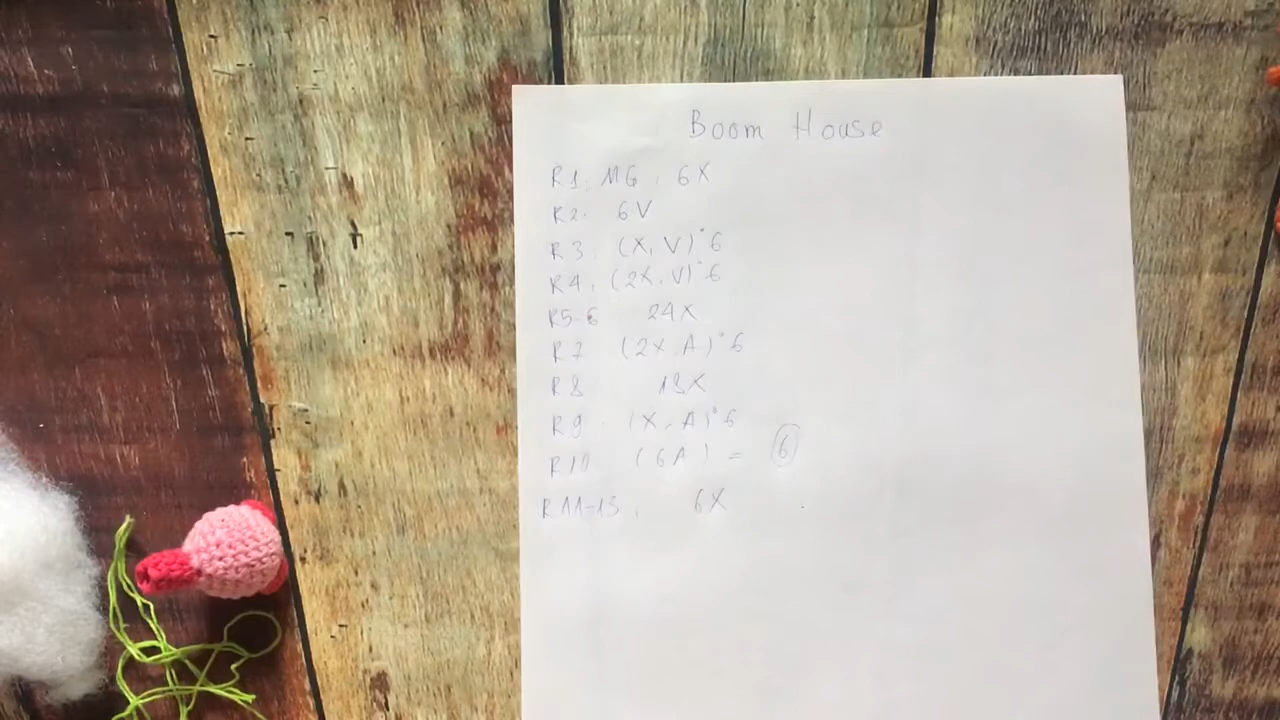 Boom House
R1: MG, 6X
R2: 6V
R3: (X, V)*6
R4: (2X, V)*6
R5-6 24X
R7 (2X, A)*6
R8 18X
R9 (X, A)*6
R10 (6A) = 6
R11-13, 6X